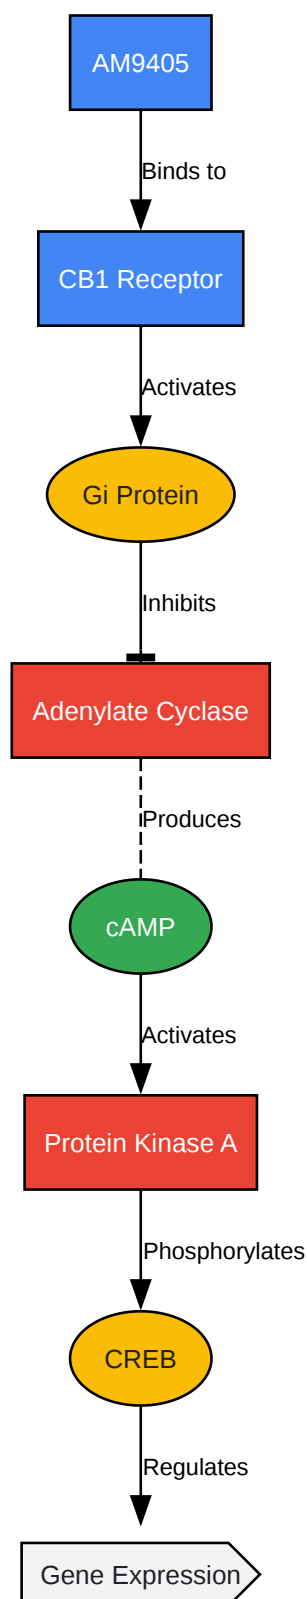 AM9405
Binds to
CB1 Receptor
Activates
Gi Protein
Inhibits
Adenylate Cyclase
Produces
cAMP
Activates
Protein Kinase A
Phosphorylates
CREB
Regulates
Gene Expression